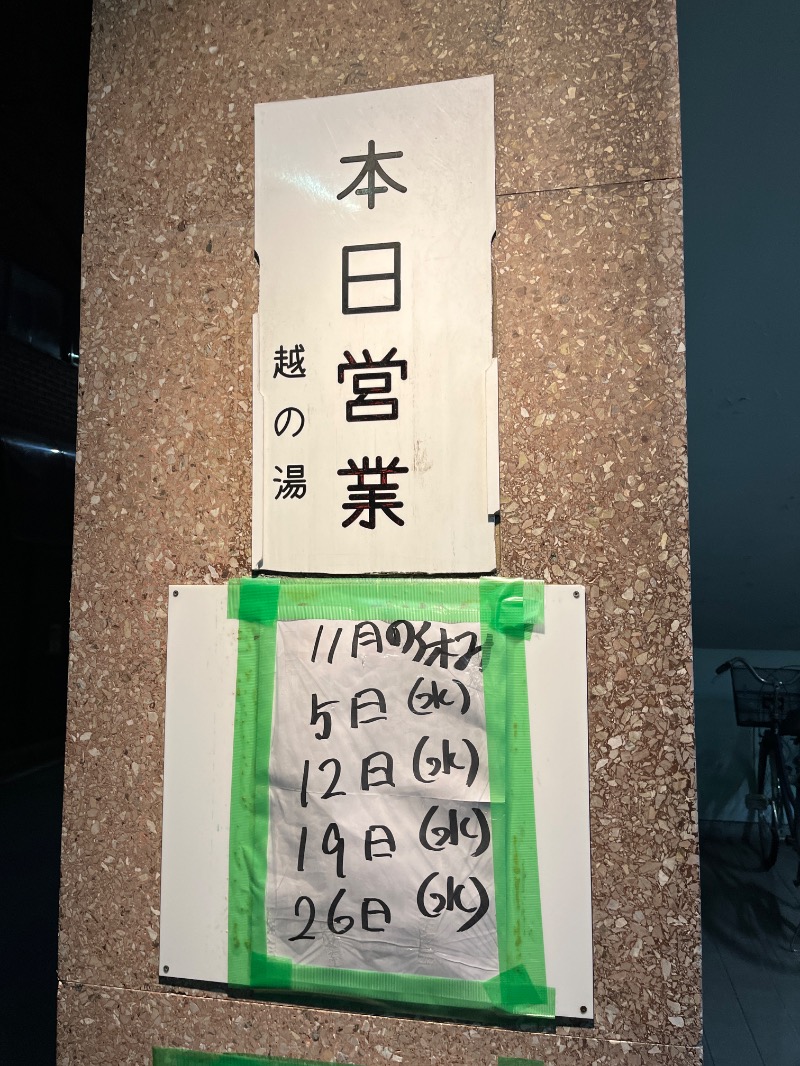 本日営業
越の湯
11月の休み
5日(水)
12日(水)
19日(水)
26日(水)